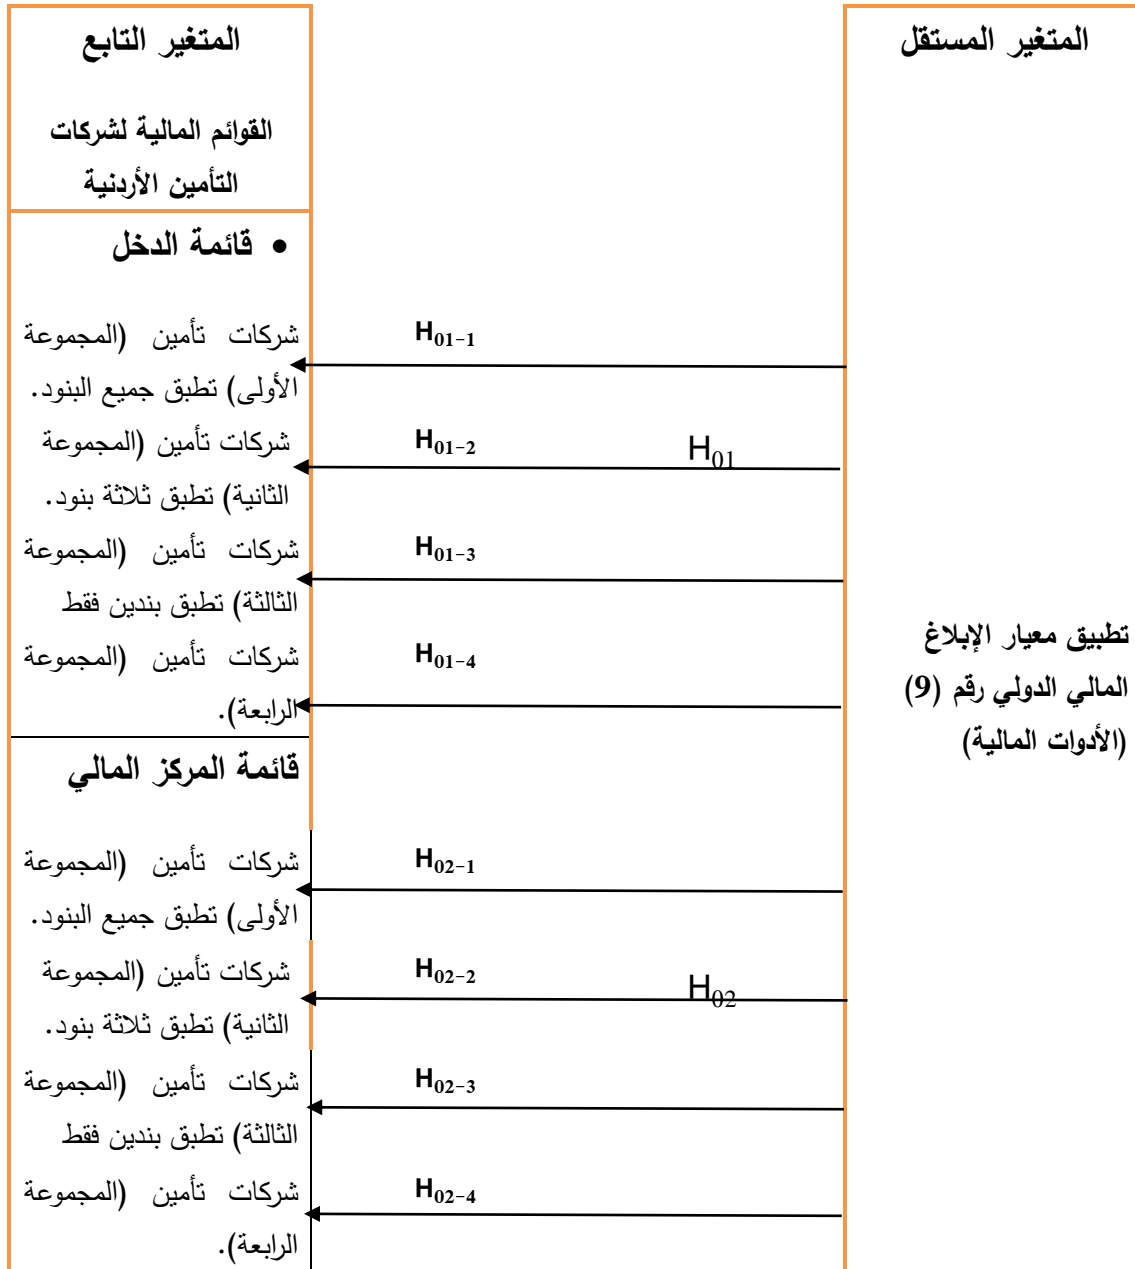 المتغير المستقل
تطبيق معيار الإبلاغ
المالي الدولي رقم (9)
(الأدوات المالية)
المتغير التابع
القوائم المالية لشركات
التأمين الأردنية
• قائمة الدخل
H01-1
شركات تأمين (المجموعة
الأولى) تطبق جميع البنود.
H01
H01-2
شركات تأمين (المجموعة
الثانية) تطبق ثلاثة بنود.
H01-3
شركات تأمين (المجموعة
الثالثة) تطبق بندين فقط
H01-4
شركات تأمين (المجموعة
الرابعة).
قائمة المركز المالي
H02-1
شركات تأمين (المجموعة
الأولى) تطبق جميع البنود.
H02
H02-2
شركات تأمين (المجموعة
الثانية) تطبق ثلاثة بنود.
H02-3
شركات تأمين (المجموعة
الثالثة) تطبق بندين فقط
H02-4
شركات تأمين (المجموعة
الرابعة).